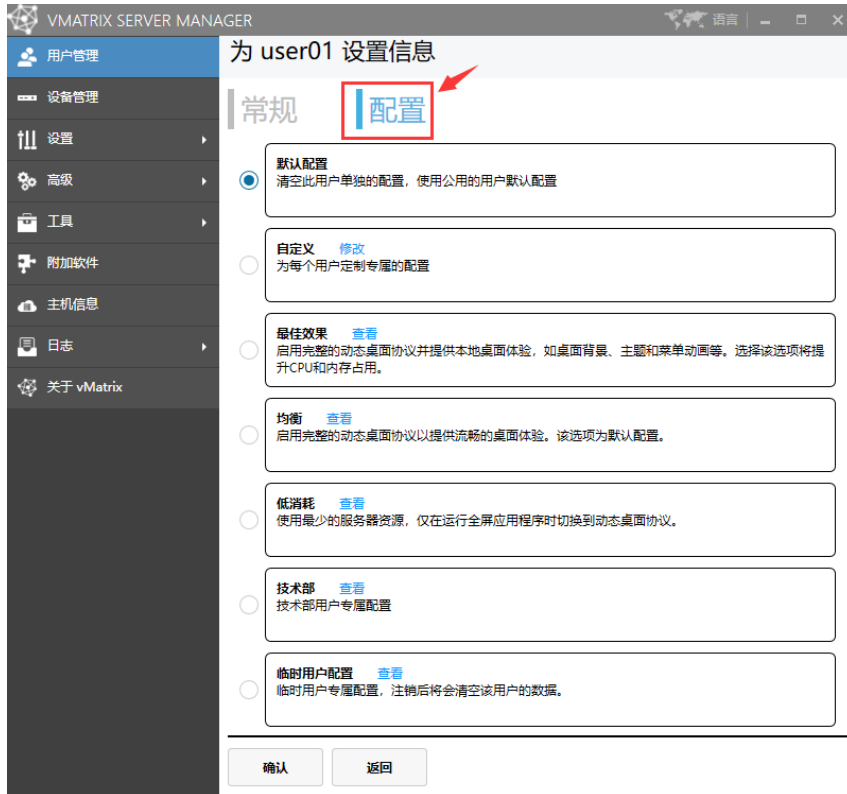 VMATRIX SERVER MANAGER
语言
用户管理
设备管理
设置
高级
工具
附加软件
主机信息
日志
关于 vMatrix
为 user01 设置信息
常规
配置
默认配置
清空此用户单独的配置，使用公用的用户默认配置
自定义 修改
为每个用户定制专属的配置
最佳效果 查看
启用完整的动态桌面协议并提供本地桌面体验，如桌面背景、主题和菜单动画等。选择该选项将提
升CPU和内存占用。
均衡 查看
启用完整的动态桌面协议以提供流畅的桌面体验。该选项为默认配置。
低消耗 查看
使用最少的服务器资源，仅在运行全屏应用程序时切换到动态桌面协议。
技术部 查看
技术部用户专属配置
临时用户配置 查看
临时用户专属配置，注销后将会清空该用户的数据。
确认
返回